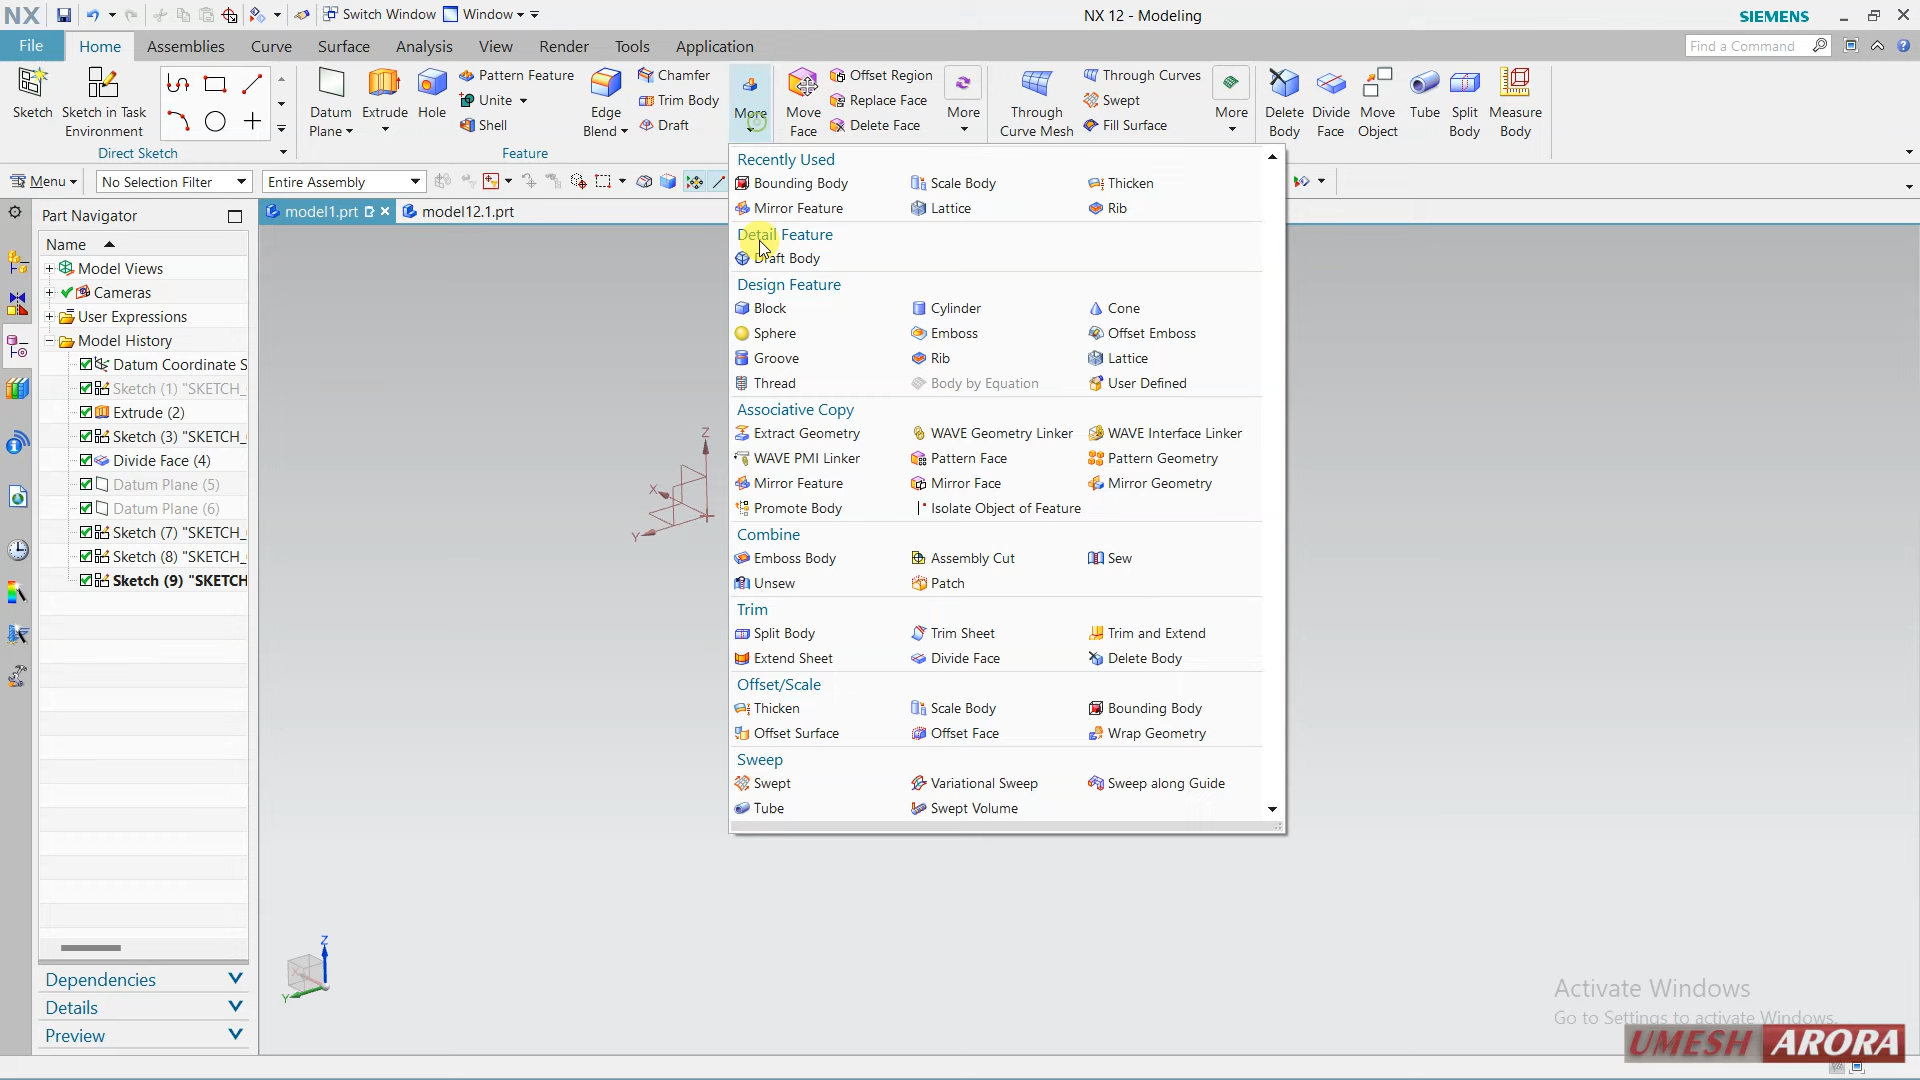 NX Switch Window Window NX 12 - Modeling SIEMENS
File Home Assemblies Curve Surface Analysis View Render Tools Application Find a Command
Sketch Sketch in Task Environment Direct Sketch
Datum Plane Extrude Hole Pattern Feature Unite Shell Edge Blend Chamfer Trim Body Draft More Feature
Move Face Offset Region Replace Face Delete Face More
Through Curve Mesh Through Curves Swept Fill Surface More
Delete Body Divide Face Move Object Tube Split Body Measure Body
Menu No Selection Filter Entire Assembly
Part Navigator
model1.prt model12.1.prt
Name
Model Views
Cameras
User Expressions
Model History
Datum Coordinate S
Sketch (1) "SKETCH_
Extrude (2)
Sketch (3) "SKETCH_
Divide Face (4)
Datum Plane (5)
Datum Plane (6)
Sketch (7) "SKETCH_
Sketch (8) "SKETCH_
Sketch (9) "SKETCH
Dependencies
Details
Preview
Z
X
Y
Z
Y
Recently Used
Bounding Body Scale Body Thicken
Mirror Feature Lattice Rib
Detail Feature
Draft Body
Design Feature
Block Cylinder Cone
Sphere Emboss Offset Emboss
Groove Rib Lattice
Thread Body by Equation User Defined
Associative Copy
Extract Geometry WAVE Geometry Linker WAVE Interface Linker
WAVE PMI Linker Pattern Face Pattern Geometry
Mirror Feature Mirror Face Mirror Geometry
Promote Body Isolate Object of Feature
Combine
Emboss Body Assembly Cut Sew
Unsew Patch
Trim
Split Body Trim Sheet Trim and Extend
Extend Sheet Divide Face Delete Body
Offset/Scale
Thicken Scale Body Bounding Body
Offset Surface Offset Face Wrap Geometry
Sweep
Swept Variational Sweep Sweep along Guide
Tube Swept Volume
Activate Windows
Go to Settings to activate Windows.
UMESH ARORA